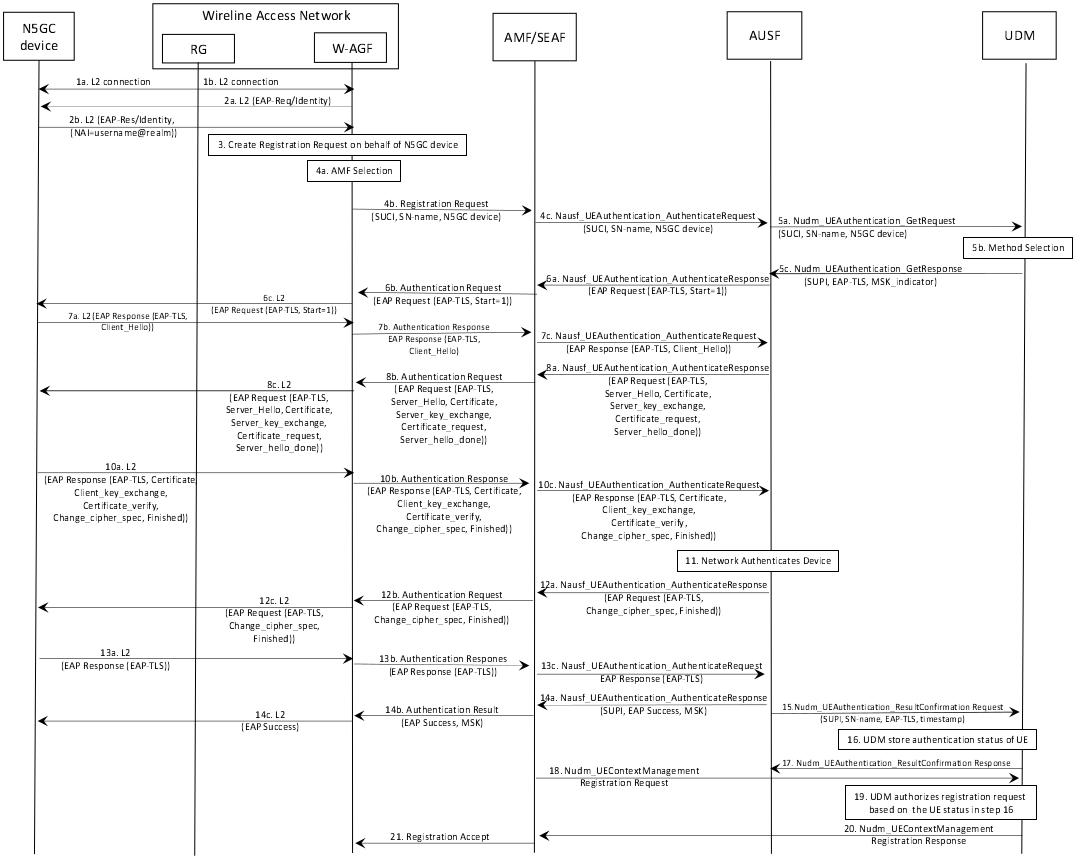 N5GC
device
Wireline Access Network
RG
W-AGF
AMF/SEAF
AUSF
UDM
1a. L2 connection
1b. L2 connection
2a. L2 (EAP-Req/Identity)
2b. L2 (EAP-Res/Identity,
(NAI=username@realm))
3. Create Registration Request on behalf of N5GC device
4a. AMF Selection
4b. Registration Request
(SUCI, SN-name, N5GC device)
4c. Nausf_UEAuthentication_AuthenticateRequest
(SUCI, SN-name, N5GC device)
5a. Nudm_UEAuthentication_GetRequest
(SUCI, SN-name, N5GC device)
5b. Method Selection
5c. Nudm_UEAuthentication_GetResponse
(SUPI, EAP-TLS, MSK_indicator)
6a. Nausf_UEAuthentication_AuthenticateResponse
(EAP Request (EAP-TLS, Start=1))
6b. Authentication Request
(EAP Request (EAP-TLS, Start=1))
6c. L2
(EAP Request (EAP-TLS, Start=1))
7a. L2 (EAP Response (EAP-TLS,
Client_Hello))
7b. Authentication Response
EAP Response (EAP-TLS,
Client_Hello)
7c. Nausf_UEAuthentication_AuthenticateRequest
(EAP Response (EAP-TLS, Client_Hello))
8a. Nausf_UEAuthentication_AuthenticateResponse
(EAP Request (EAP-TLS,
Server_Hello, Certificate,
Server_key_exchange,
Certificate_request,
Server_hello_done))
8b. Authentication Request
(EAP Request (EAP-TLS,
Server_Hello, Certificate,
Server_key_exchange,
Certificate_request,
Server_hello_done))
8c. L2
(EAP Request (EAP-TLS,
Server_Hello, Certificate,
Server_key_exchange,
Certificate_request,
Server_hello_done))
10a. L2
(EAP Response (EAP-TLS, Certificate,
Client_key_exchange,
Certificate_verify,
Change_cipher_spec, Finished))
10b. Authentication Response
(EAP Response (EAP-TLS, Certificate,
Client_key_exchange,
Certificate_verify,
Change_cipher_spec, Finished))
10c. Nausf_UEAuthentication_AuthenticateRequest
(EAP Response (EAP-TLS, Certificate,
Client_key_exchange,
Certificate_verify,
Change_cipher_spec, Finished))
11. Network Authenticates Device
12a. Nausf_UEAuthentication_AuthenticateResponse
(EAP Request (EAP-TLS,
Change_cipher_spec, Finished))
12b. Authentication Request
(EAP Request (EAP-TLS,
Change_cipher_spec, Finished))
12c. L2
(EAP Request (EAP-TLS,
Change_cipher_spec,
Finished))
13a. L2
(EAP Response (EAP-TLS))
13b. Authentication Respones
(EAP Response (EAP-TLS))
13c. Nausf_UEAuthentication_AuthenticateRequest
EAP Response (EAP-TLS)
14a. Nausf_UEAuthentication_AuthenticateResponse
(SUPI, EAP Success, MSK)
14b. Authentication Result
(EAP Success, MSK)
14c. L2
(EAP Success)
15.Nudm_UEAuthentication_ResultConfirmation Request
(SUPI, SN-name, EAP-TLS, timestamp)
16. UDM store authentication status of UE
17. Nudm_UEAuthentication_ResultConfirmation Response
18. Nudm_UEContextManagement
Registration Request
19. UDM authorizes registration request
based on the UE status in step 16
20. Nudm_UEContextManagement
Registration Response
21. Registration Accept